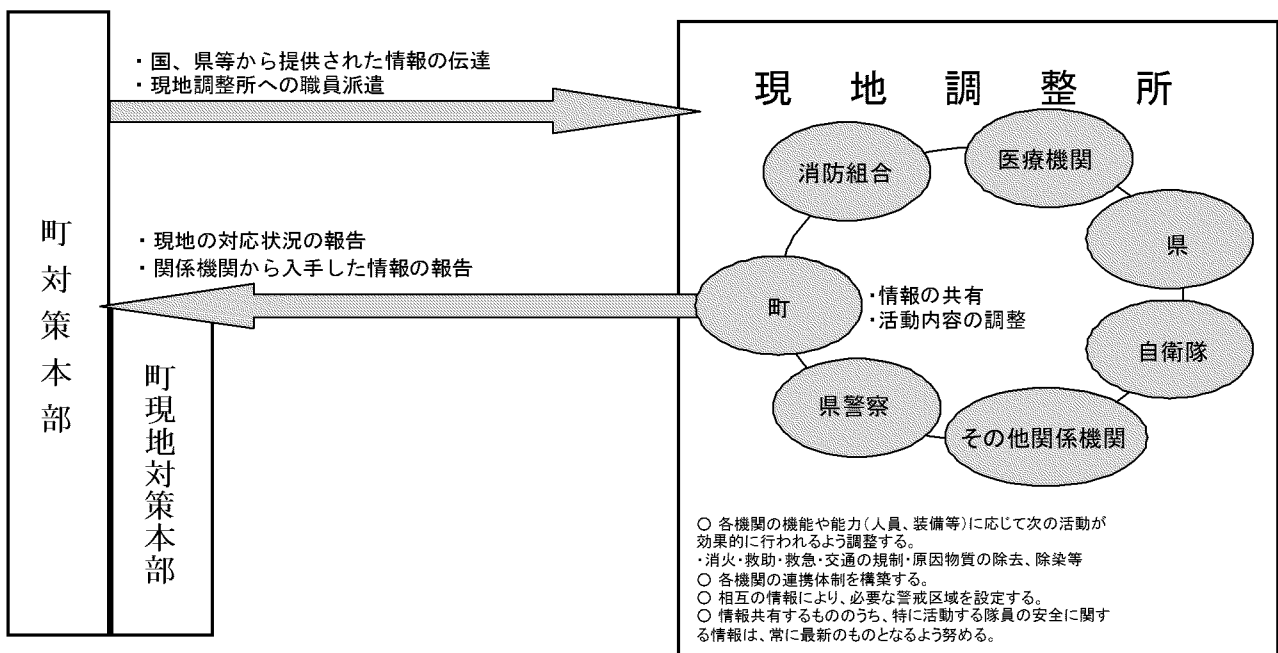 ・国、県等から提供された情報の伝達
・現地調整所への職員派遣
町対策本部
町現地対策本部
・現地の対応状況の報告
・関係機関から入手した情報の報告
現地調整所
消防組合
医療機関
県
町
・情報の共有
・活動内容の調整
自衛隊
県警察
その他関係機関
○ 各機関の機能や能力（人員、装備等）に応じて次の活動が
効果的に行われるよう調整する。
・消火・救助・救急・交通の規制・原因物質の除去、除染等
○ 各機関の連携体制を構築する。
○ 相互の情報により、必要な警戒区域を設定する。
○ 情報共有するもののうち、特に活動する隊員の安全に関す
る情報は、常に最新のものとなるよう努める。